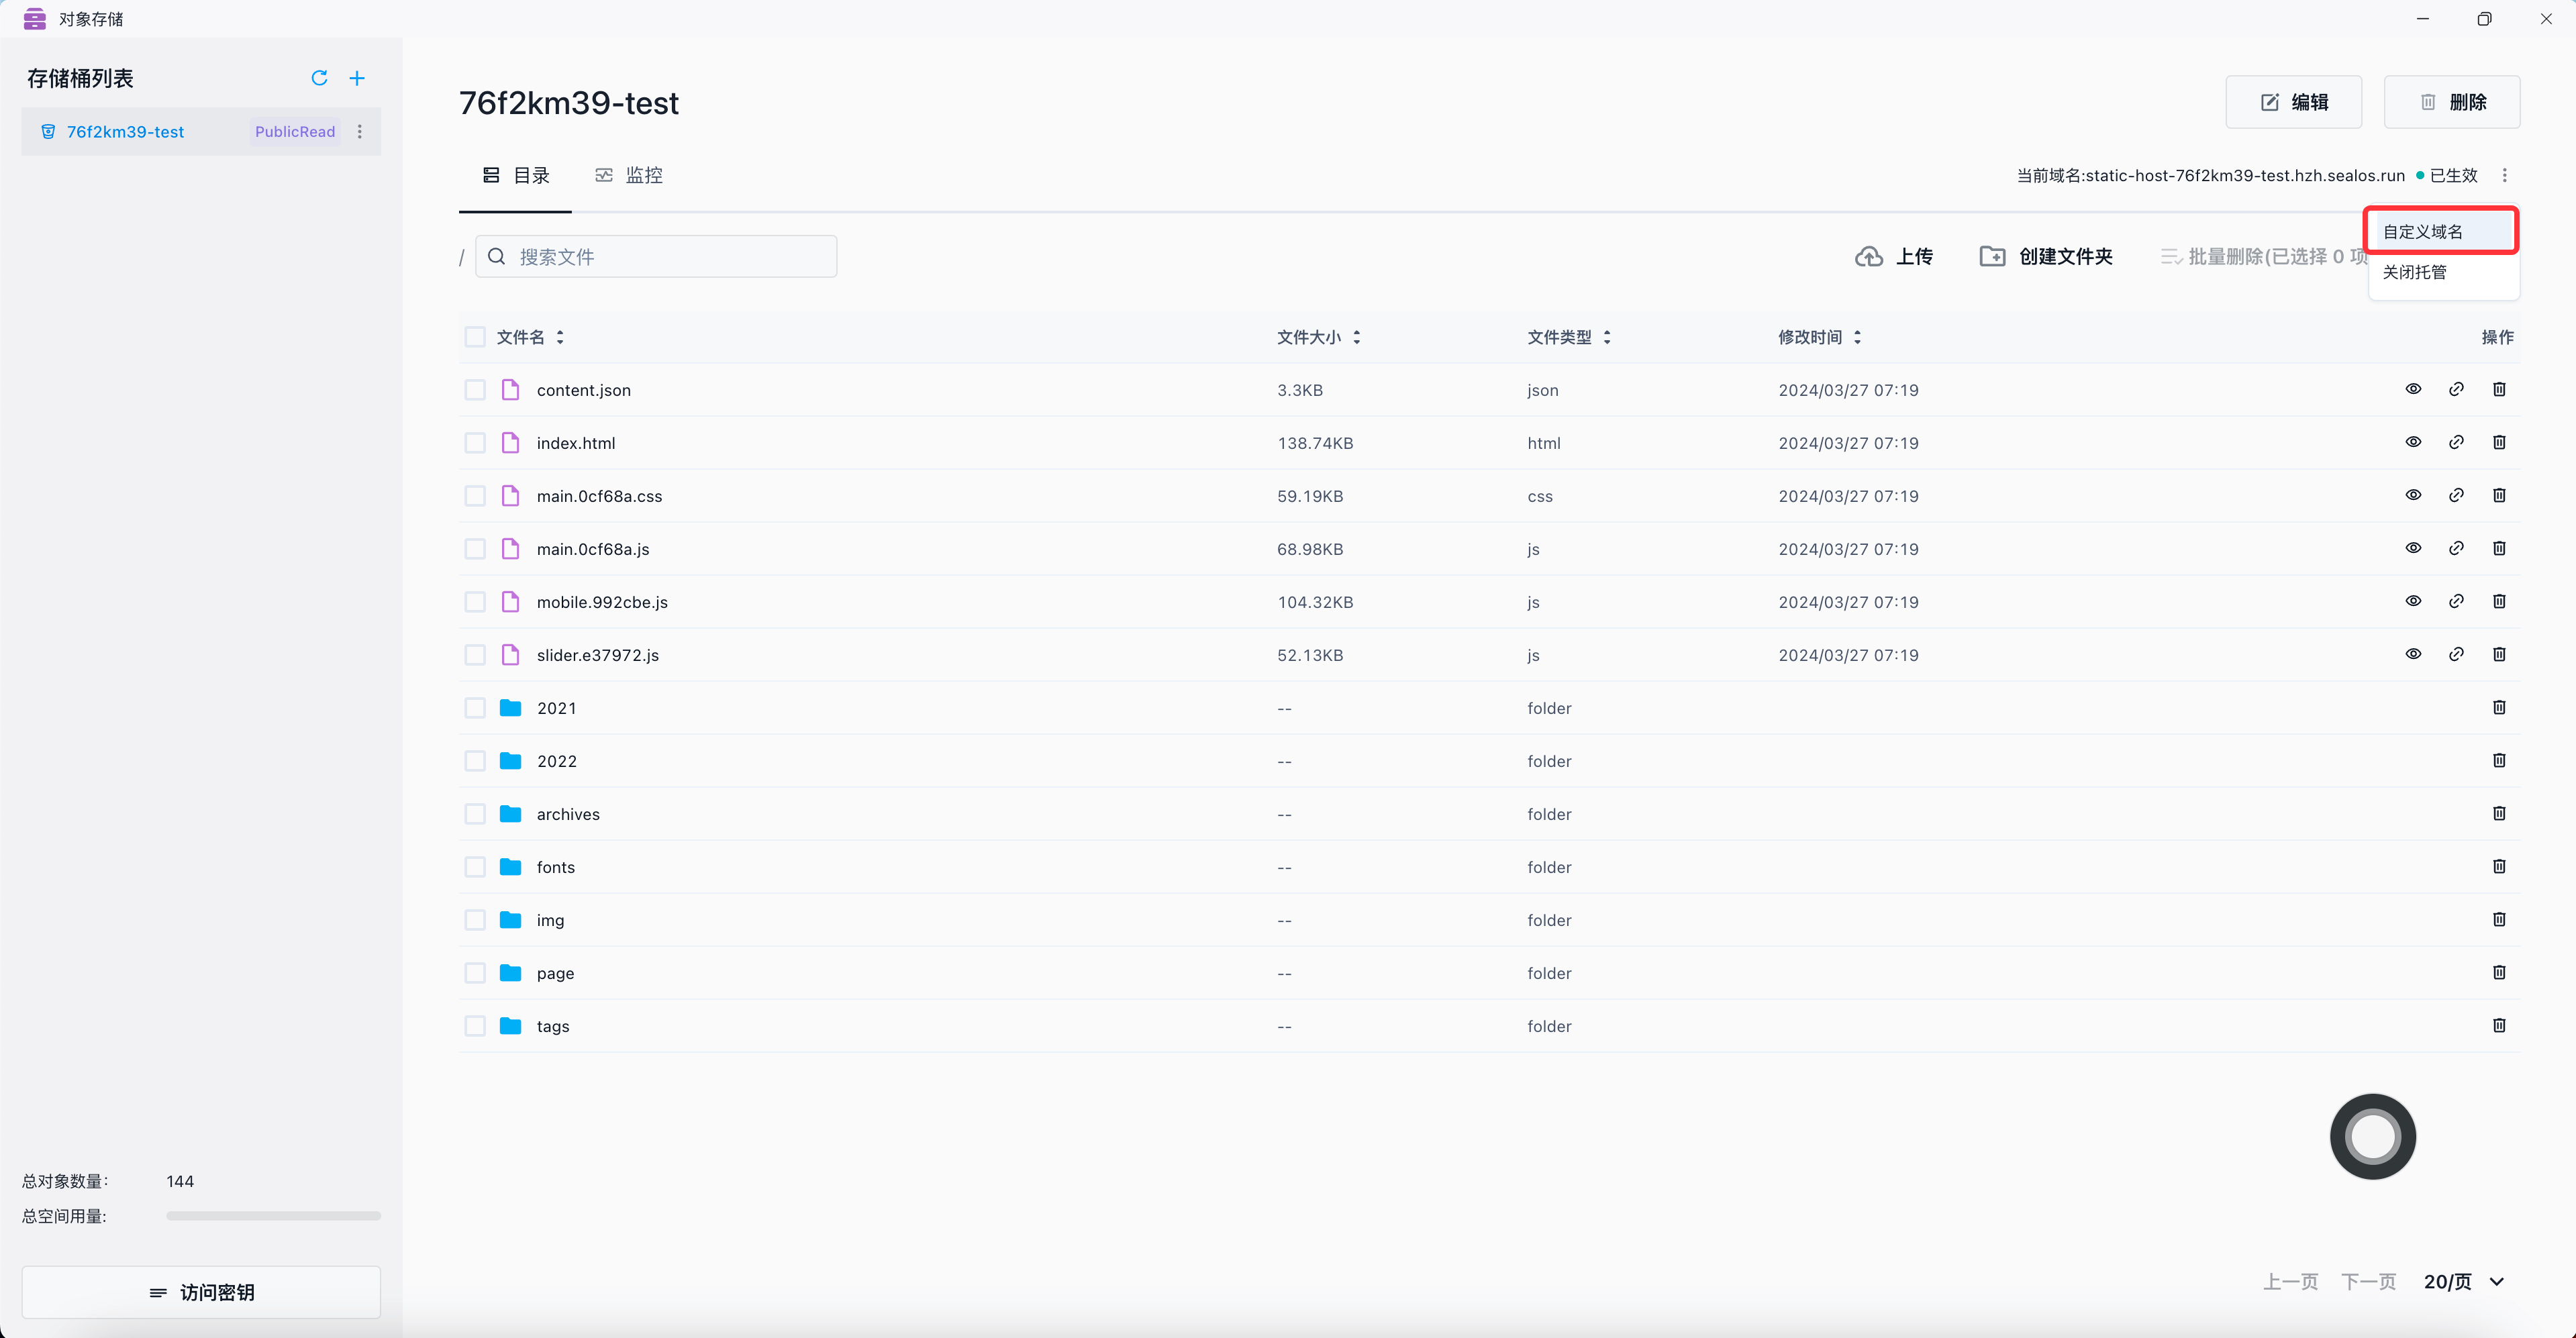 对象存储
存储桶列表
76f2km39-test PublicRead
76f2km39-test
编辑 删除
目录 监控
当前域名:static-host-76f2km39-test.hzh.sealos.run 已生效
自定义域名
关闭托管
/ 搜索文件
上传 创建文件夹 批量删除(已选择 0 项
文件名 文件大小 文件类型 修改时间 操作
content.json 3.3KB json 2024/03/27 07:19
index.html 138.74KB html 2024/03/27 07:19
main.0cf68a.css 59.19KB css 2024/03/27 07:19
main.0cf68a.js 68.98KB js 2024/03/27 07:19
mobile.992cbe.js 104.32KB js 2024/03/27 07:19
slider.e37972.js 52.13KB js 2024/03/27 07:19
2021 -- folder
2022 -- folder
archives -- folder
fonts -- folder
img -- folder
page -- folder
tags -- folder
总对象数量: 144
总空间用量:
访问密钥
上一页 下一页 20/页